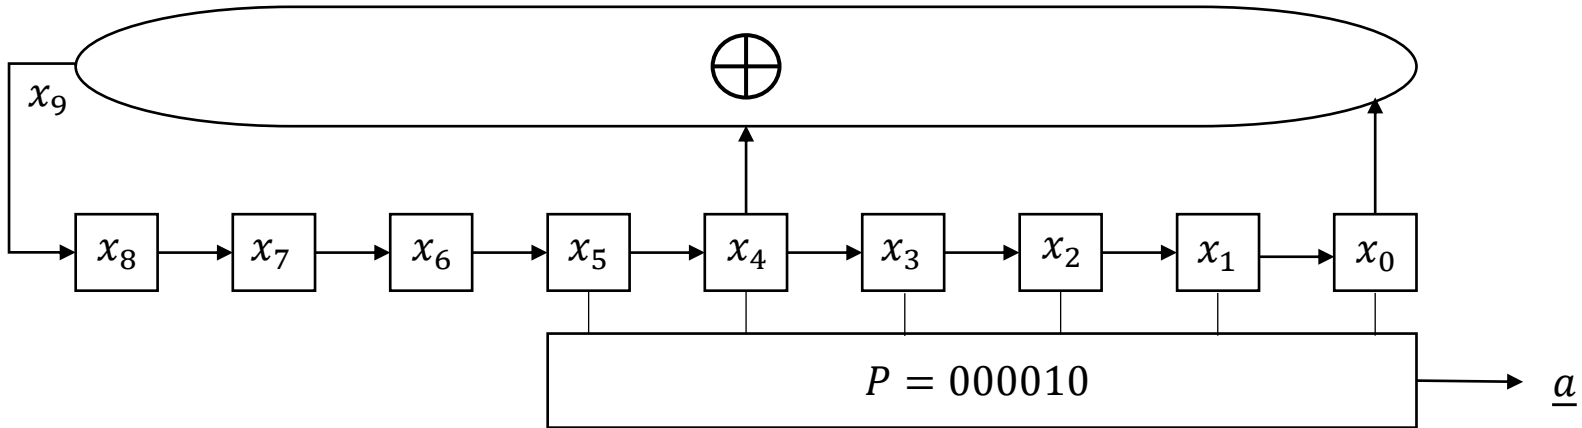 x₉
x₈ x₇ x₆ x₅ x₄ x₃ x₂ x₁ x₀
P = 000010
a